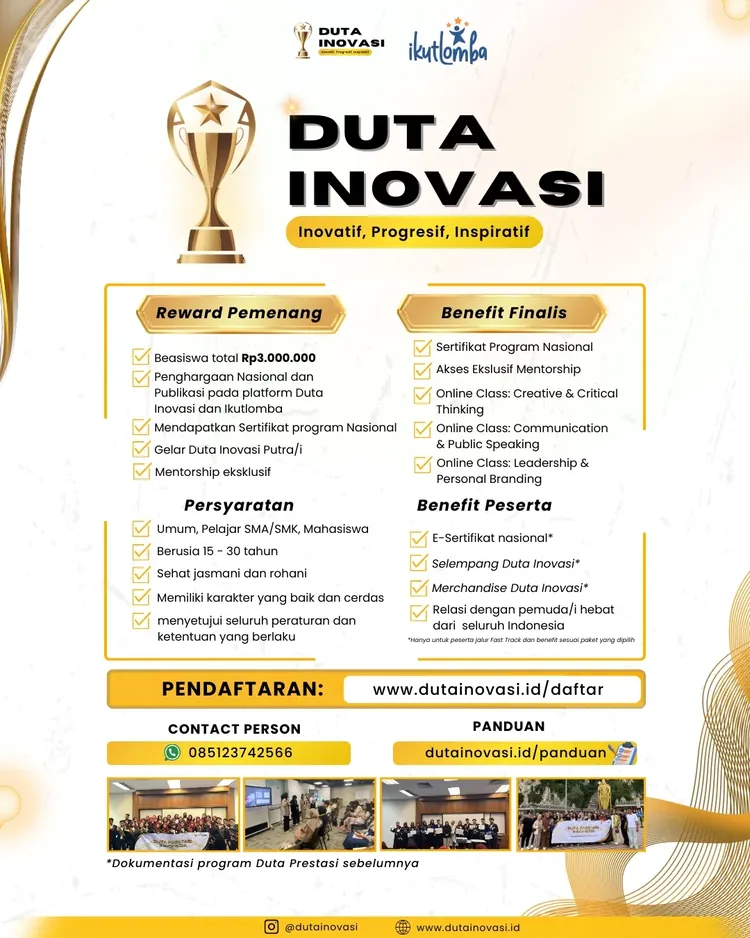 DUTA
INOVASI
Inovatif, Progresif, Inspiratif
ikutlomba
DUTA
INOVASI
Inovatif, Progresif, Inspiratif
Reward Pemenang
Beasiswa total Rp3.000.000
Penghargaan Nasional dan
Publikasi pada platform Duta
Inovasi dan Ikutlomba
Mendapatkan Sertifikat program Nasional
Gelar Duta Inovasi Putra/i
Mentorship eksklusif
Benefit Finalis
Sertifikat Program Nasional
Akses Ekslusif Mentorship
Online Class: Creative & Critical
Thinking
Online Class: Communication
& Public Speaking
Online Class: Leadership &
Personal Branding
Persyaratan
Umum, Pelajar SMA/SMK, Mahasiswa
Berusia 15 - 30 tahun
Sehat jasmani dan rohani
Memiliki karakter yang baik dan cerdas
menyetujui seluruh peraturan dan
ketentuan yang berlaku
Benefit Peserta
E-Sertifikat nasional*
Selempang Duta Inovasi*
Merchandise Duta Inovasi*
Relasi dengan pemuda/i hebat
dari seluruh Indonesia
*Hanya untuk peserta jalur Fast Track dan benefit sesuai paket yang dipilih
PENDAFTARAN:
www.dutainovasi.id/daftar
CONTACT PERSON
085123742566
PANDUAN
dutainovasi.id/panduan
*Dokumentasi program Duta Prestasi sebelumnya
@dutainovasi
www.dutainovasi.id